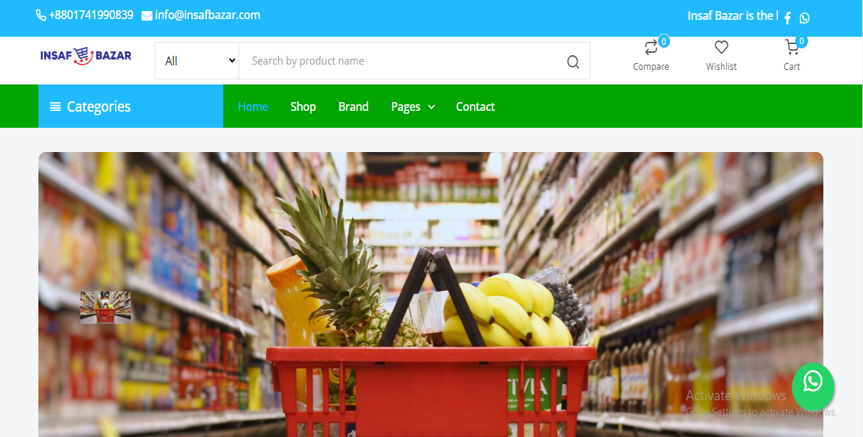 +8801741990839 info@insafbazar.com
Insaf Bazar is the
INSAF BAZAR
All
Search by product name
0
Compare
Wishlist
0
Cart
Categories
Home Shop Brand Pages Contact
Activate Windows
Go to Settings to activate Windows.